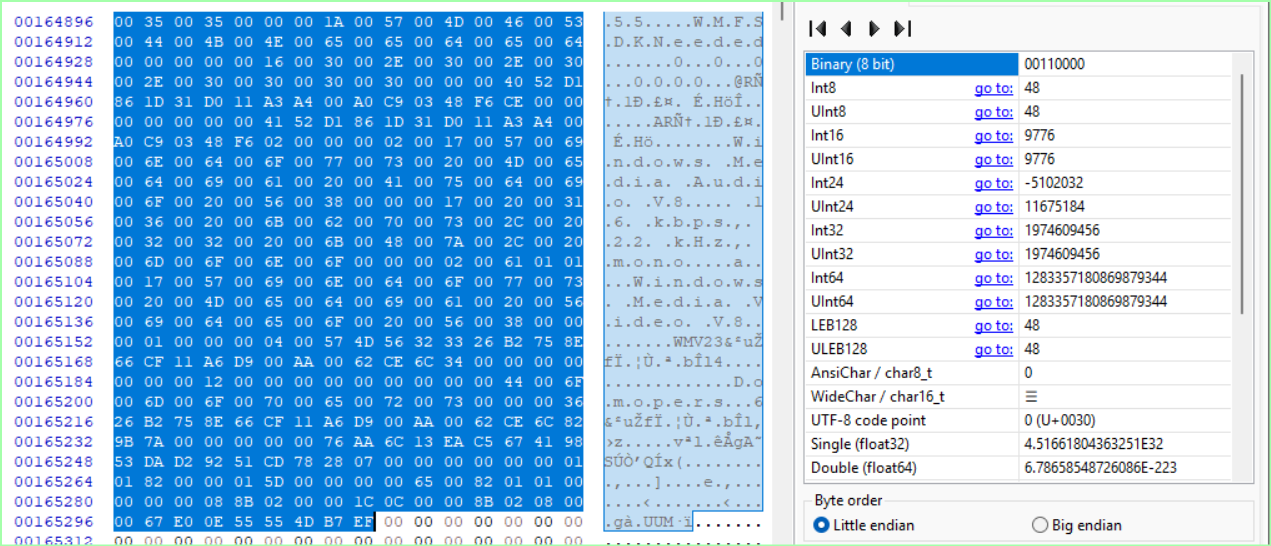 00164896 00 35 00 35 00 00 00 1A 00 57 00 4D 00 46 00 53 .5.5.....W.M.F.S
00164912 00 44 00 4B 00 4E 00 65 00 65 00 64 00 65 00 64 .D.K.N.e.e.d.e.d
00164928 00 00 00 00 16 00 30 00 2E 00 30 00 2E 00 30 ......0...0...0
00164944 00 2E 00 30 00 30 00 30 00 30 00 00 00 40 52 D1 ...0.0.0.0...@RÑ
00164960 86 1D 31 D0 11 A3 A4 00 A0 C9 03 48 F6 CE 00 00 †.1Ð.£¤. É.HöÎ..
00164976 00 00 00 00 41 52 D1 86 1D 31 D0 11 A3 A4 00 ....ARÑ†.1Ð.£¤.
00164992 A0 C9 03 48 F6 02 00 00 00 02 00 17 00 57 00 69 É.Hö........W.i
00165008 00 6E 00 64 00 6F 00 77 00 73 00 20 00 4D 00 65 .n.d.o.w.s. .M.e
00165024 00 64 00 69 00 61 00 20 00 41 00 75 00 64 00 69 .d.i.a. .A.u.d.i
00165040 00 6F 00 20 00 56 00 38 00 00 00 17 00 20 00 31 .o. .V.8..... .1
00165056 00 36 00 20 00 6B 00 62 00 70 00 73 00 2C 00 20 .6. .k.b.p.s.,.
00165072 00 32 00 32 00 20 00 6B 00 48 00 7A 00 2C 00 20 .2.2. .k.H.z.,.
00165088 00 6D 00 6F 00 6E 00 6F 00 00 00 02 00 61 01 01 .m.o.n.o.....a..
00165104 00 17 00 57 00 69 00 6E 00 64 00 6F 00 77 00 73 ...W.i.n.d.o.w.s
00165120 00 20 00 4D 00 65 00 64 00 69 00 61 00 20 00 56 . .M.e.d.i.a. .V
00165136 00 69 00 64 00 65 00 6F 00 20 00 56 00 38 00 00 .i.d.e.o. .V.8..
00165152 00 01 00 00 00 04 00 57 4D 56 32 33 26 B2 75 8E .......WMV23&²uŽ
00165168 66 CF 11 A6 D9 00 AA 00 62 CE 6C 34 00 00 00 00 fÏ.¦Ù.ª.bÎl4....
00165184 00 00 00 00 12 00 00 00 00 00 00 00 00 44 00 6F .............D.o
00165200 00 6D 00 6F 00 70 00 65 00 72 00 73 00 00 00 36 .m.o.p.e.r.s...6
00165216 26 B2 75 8E 66 CF 11 A6 D9 00 AA 00 62 CE 6C 82 &²uŽfÏ.¦Ù.ª.bÎl‚
00165232 9B 7A 00 00 00 00 00 76 AA 6C 13 EA C5 67 41 98 ›z.....vªl.êÅgA˜
00165248 53 DA D2 92 51 CD 78 28 07 00 00 00 00 00 00 01 SÚÒ’QÍx(........
00165264 01 82 00 00 01 5D 00 00 00 00 65 00 82 01 01 00 .‚...]....e.‚...
00165280 00 00 00 08 8B 02 00 00 1C 0C 00 00 8B 02 08 00 ....‹.......‹...
00165296 00 67 E0 0E 55 55 4D B7 EF 00 00 00 00 00 00 00 .gà.UUM·ï.......
00165312 00 00 00 00 00 00 00 00 00 00 00 00 00 00 00 00 ................
Binary (8 bit) 00110000
Int8 go to: 48
UInt8 go to: 48
Int16 go to: 9776
UInt16 go to: 9776
Int24 go to: -5102032
UInt24 go to: 11675184
Int32 go to: 1974609456
UInt32 go to: 1974609456
Int64 go to: 1283357180869879344
UInt64 go to: 1283357180869879344
LEB128 go to: 48
ULEB128 go to: 48
AnsiChar / char8_t 0
WideChar / char16_t ☰
UTF-8 code point 0 (U+0030)
Single (float32) 4.51661804363251E32
Double (float64) 6.78658548726086E-223
Byte order
Little endian Big endian